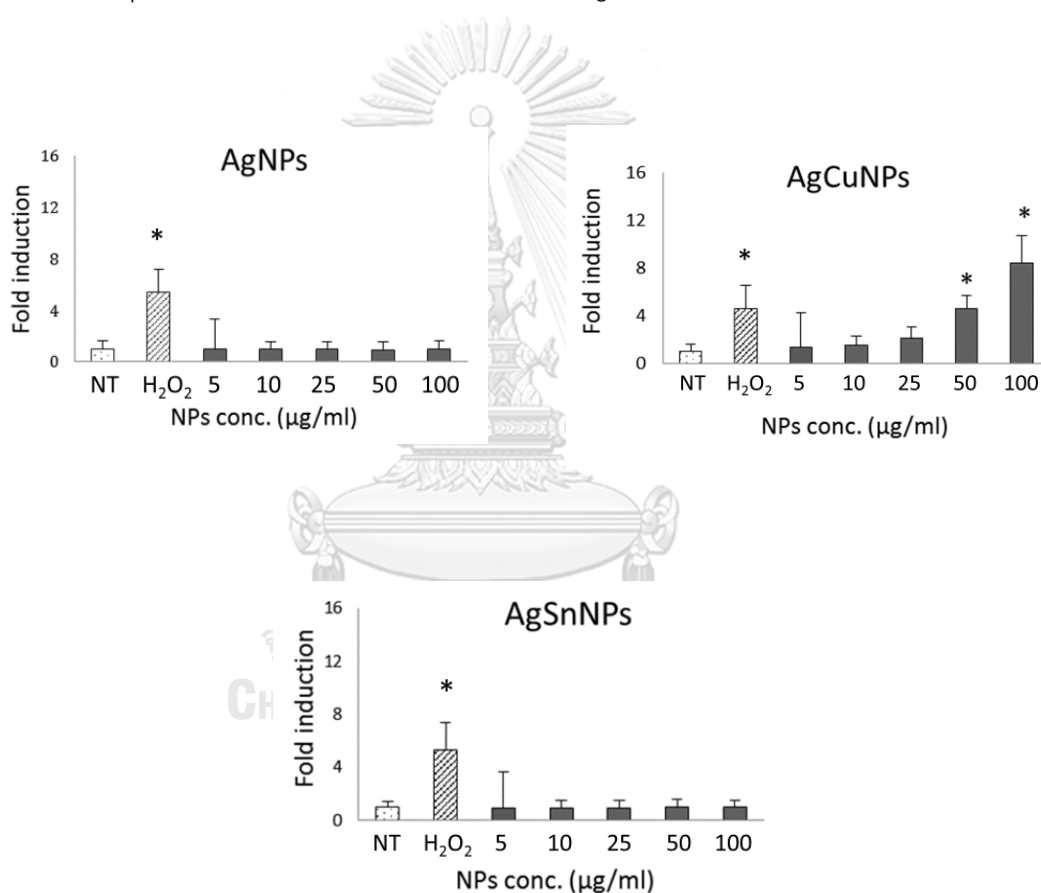 AgNPs
Fold induction
16
12
8
4
0
*
NT H₂O₂ 5 10 25 50 100
NPs conc. (µg/ml)
AgCuNPs
Fold induction
16
12
8
4
0
* * *
NT H₂O₂ 5 10 25 50 100
NPs conc. (µg/ml)
AgSnNPs
Fold induction
16
12
8
4
0
*
NT H₂O₂ 5 10 25 50 100
NPs conc. (µg/ml)